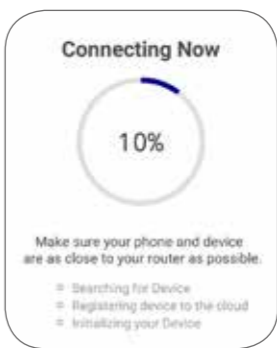 Connecting Now
10%
Make sure your phone and device
are as close to your router as possible.
Searching for Device
Registering device to the cloud
Initializing your Device